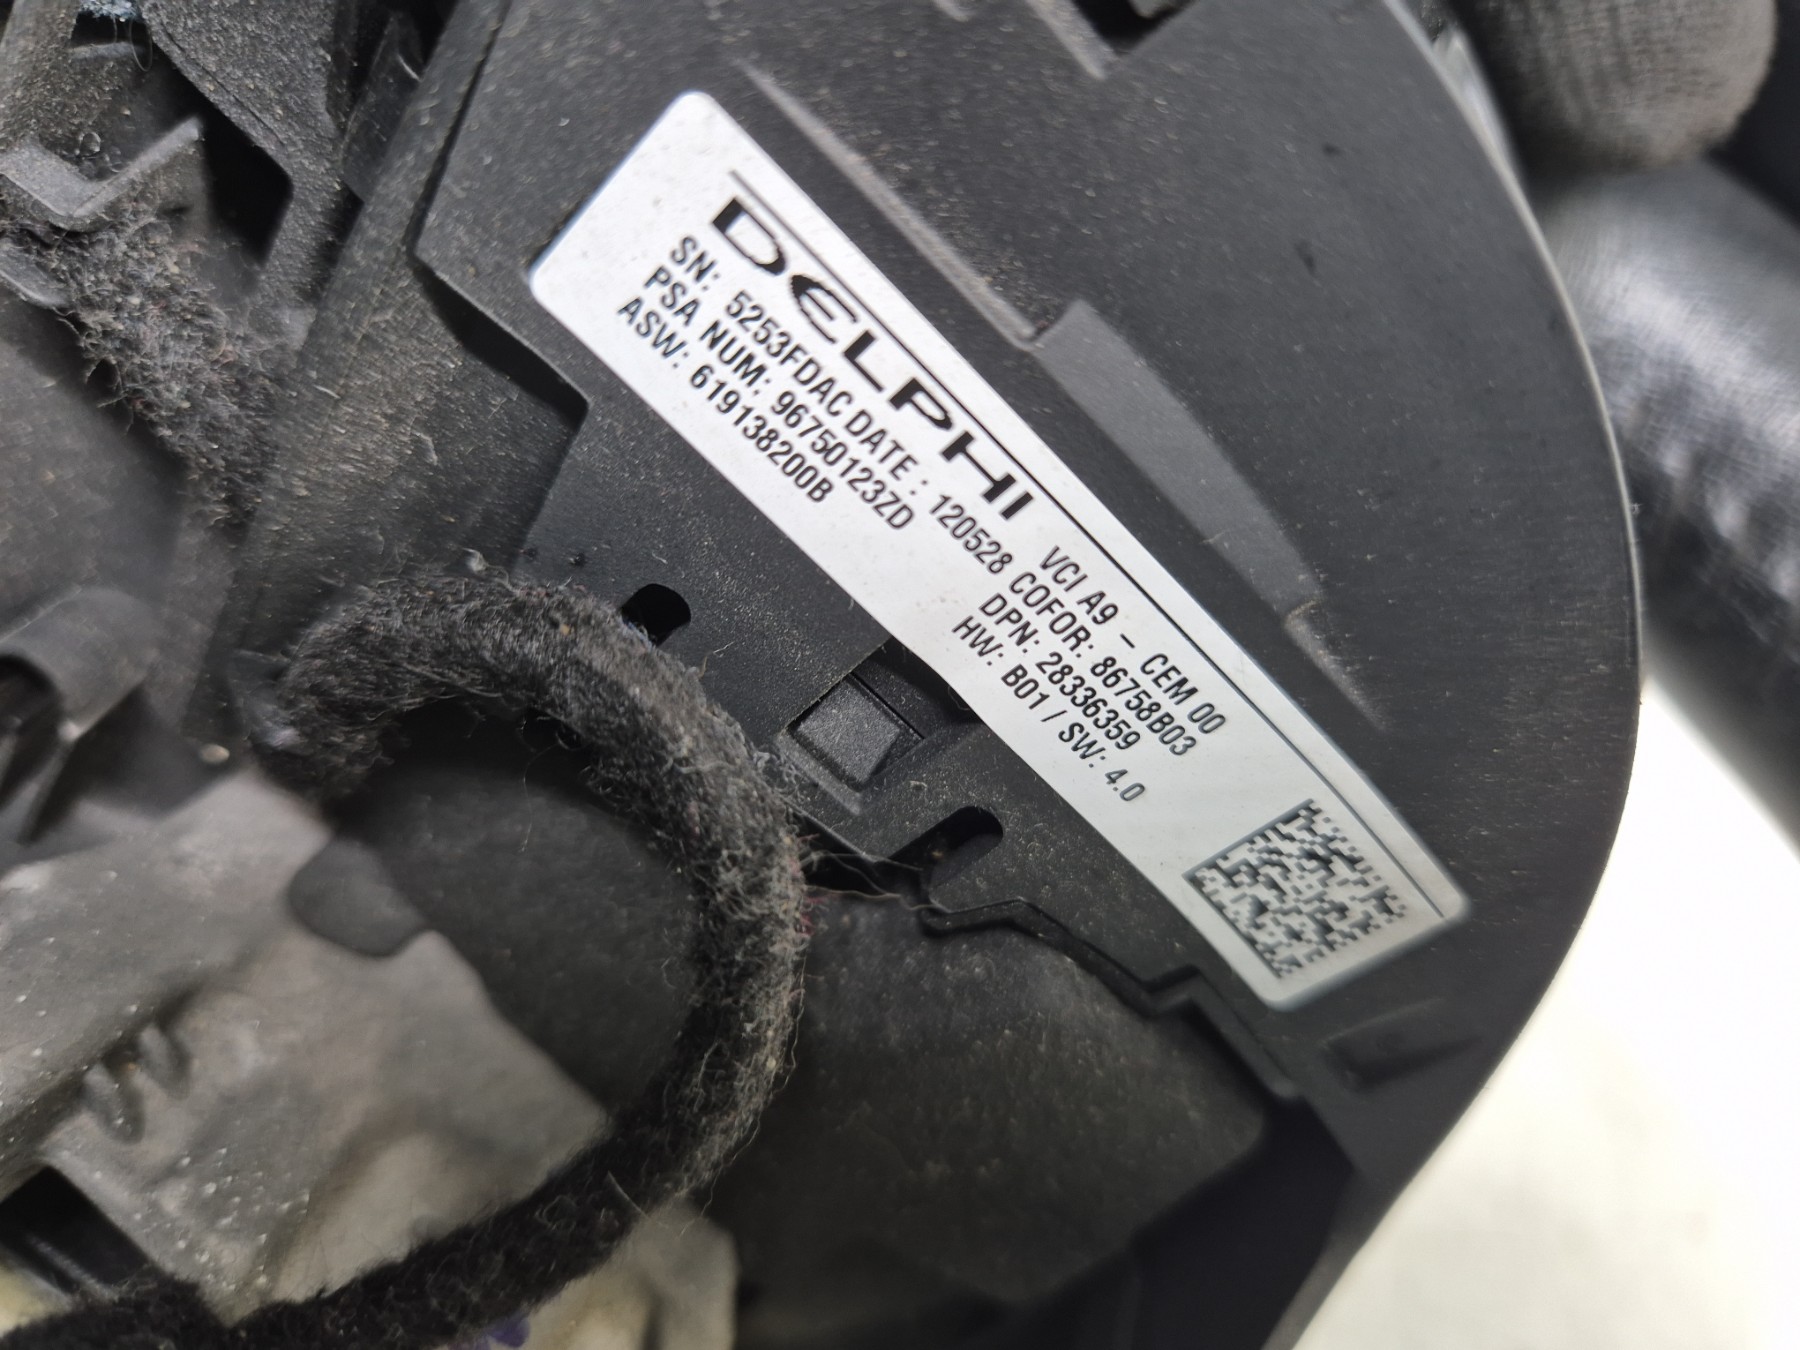 DELPHI
VCI A9 - CEM 00
SN: 5253FDAC DATE : 120528 COFOR: 86758B03
PSA NUM: 96750123ZD
DPN: 28336359
ASW: 619138200B
HW: B01 / SW: 4.0